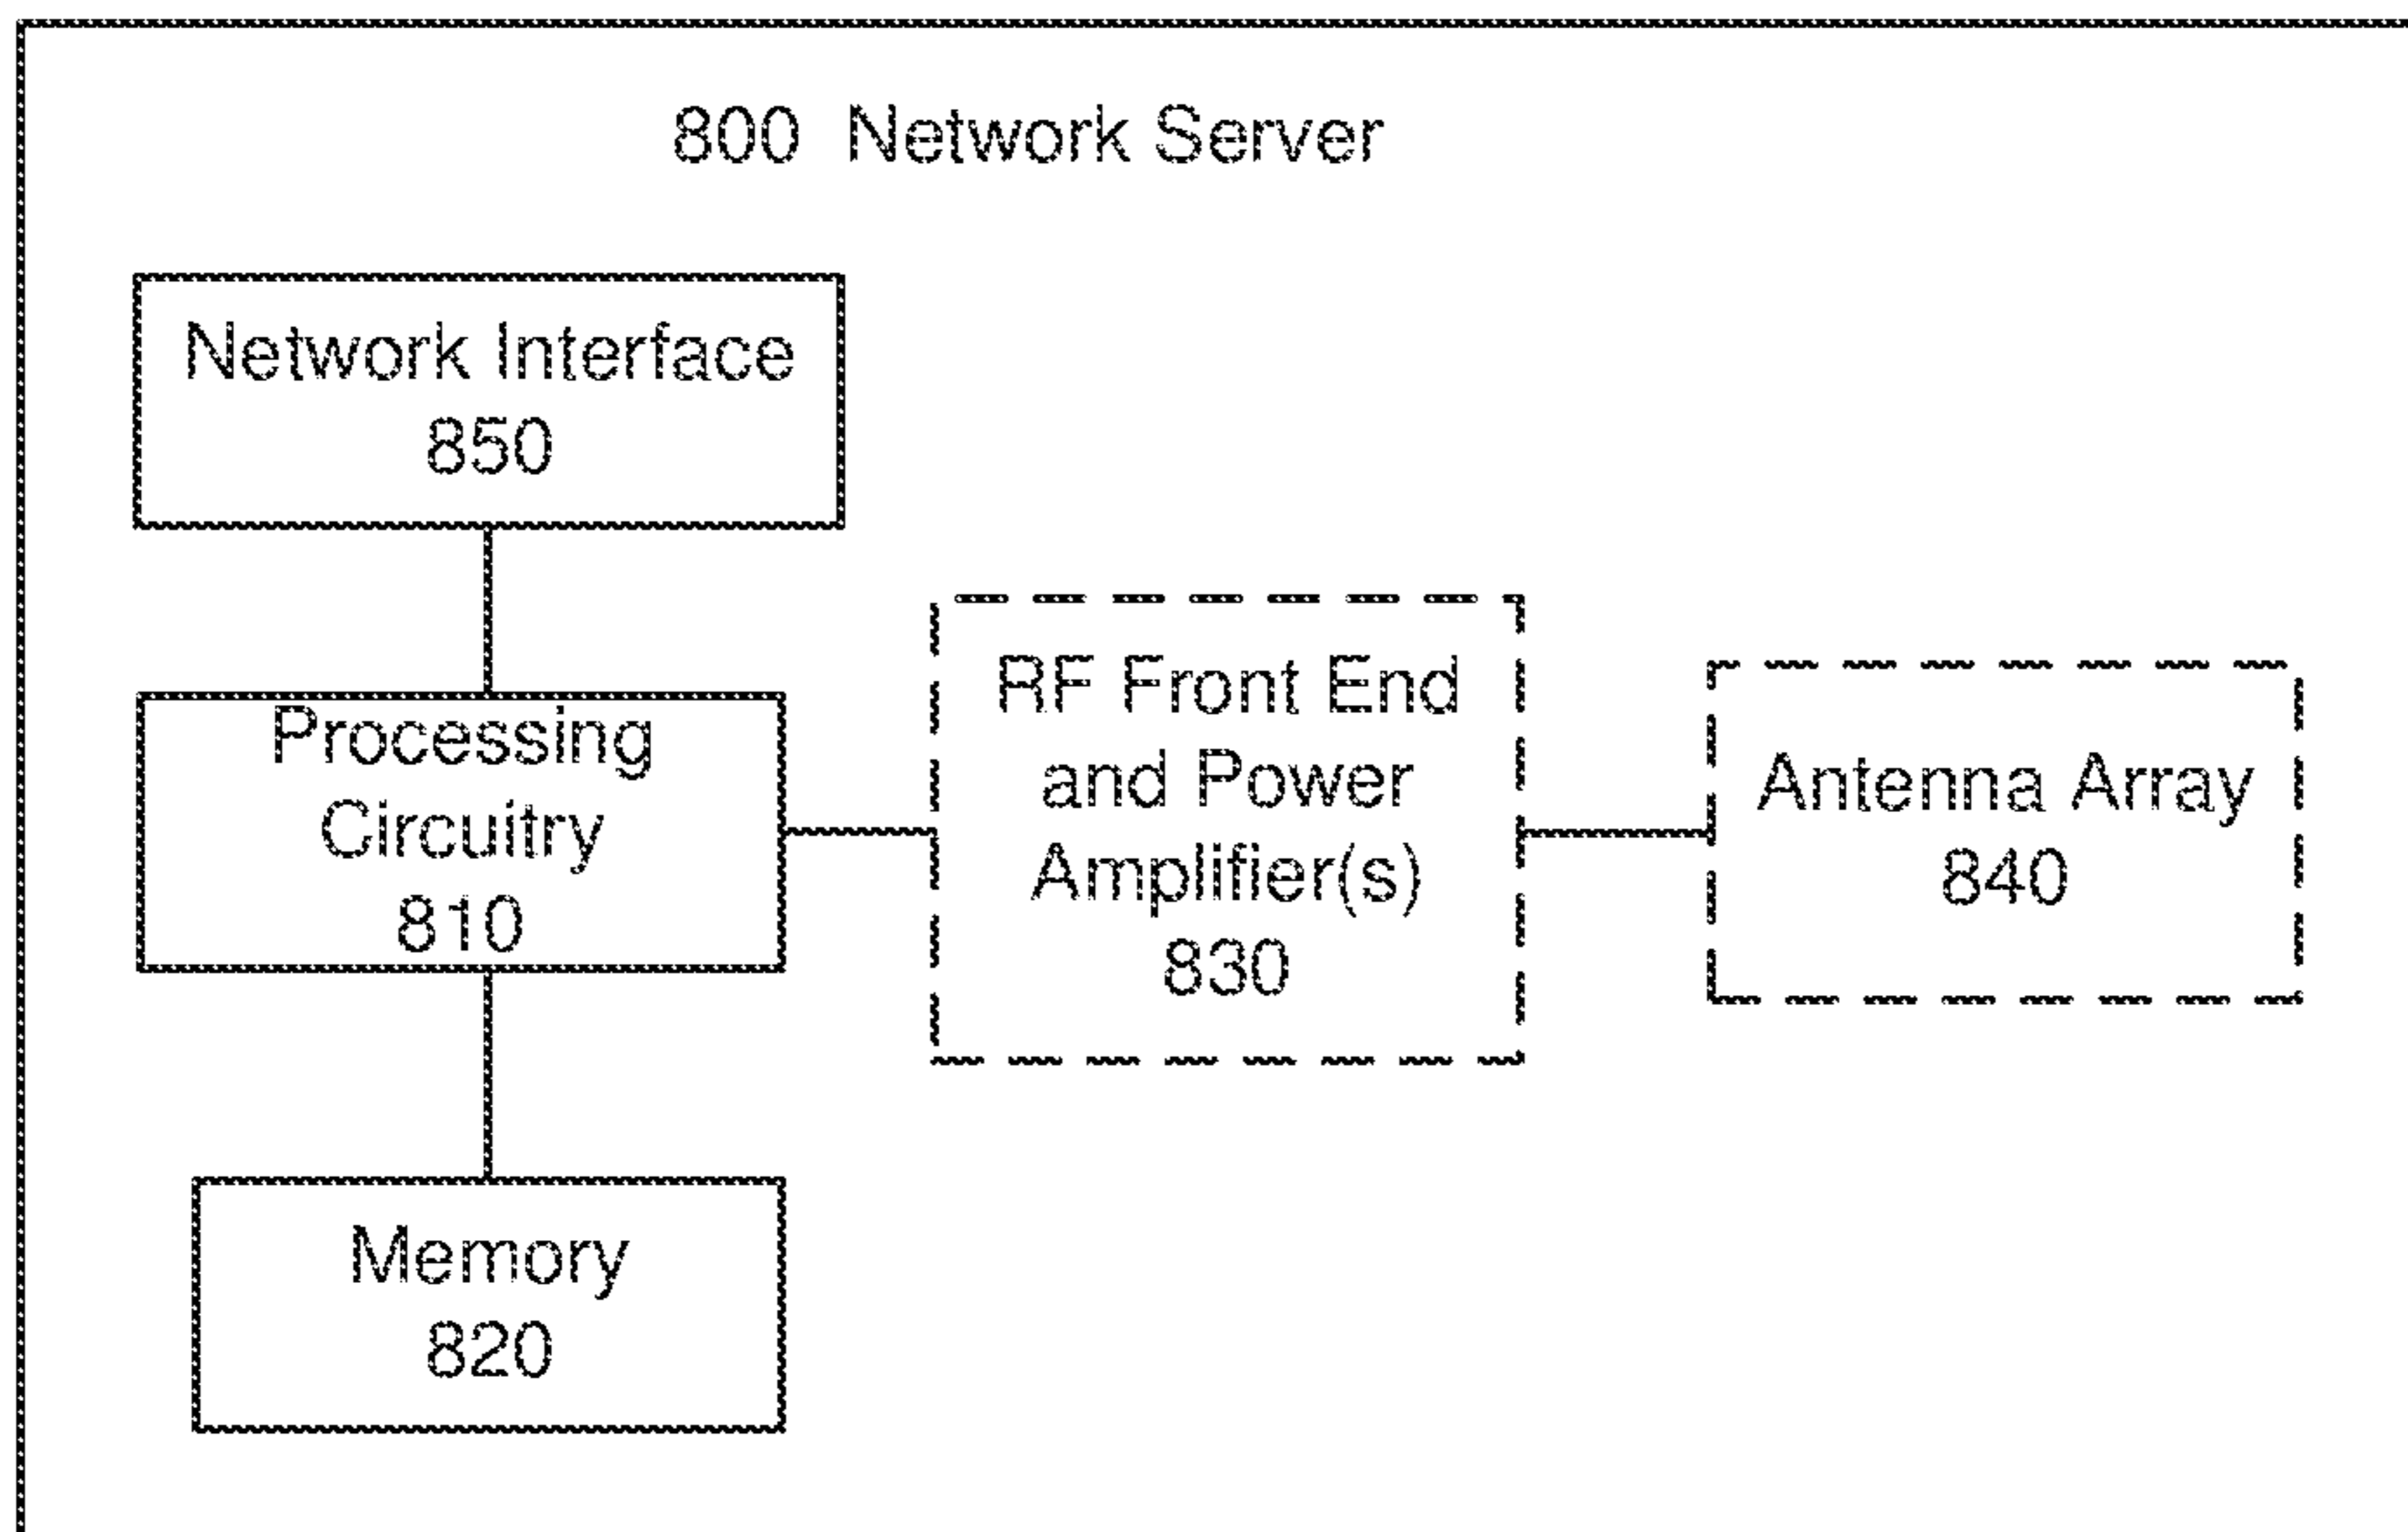 800 Network Server
Network Interface
850
Processing
Circuitry
810
RF Front End
and Power
Amplifier(s)
830
Antenna Array
840
Memory
820